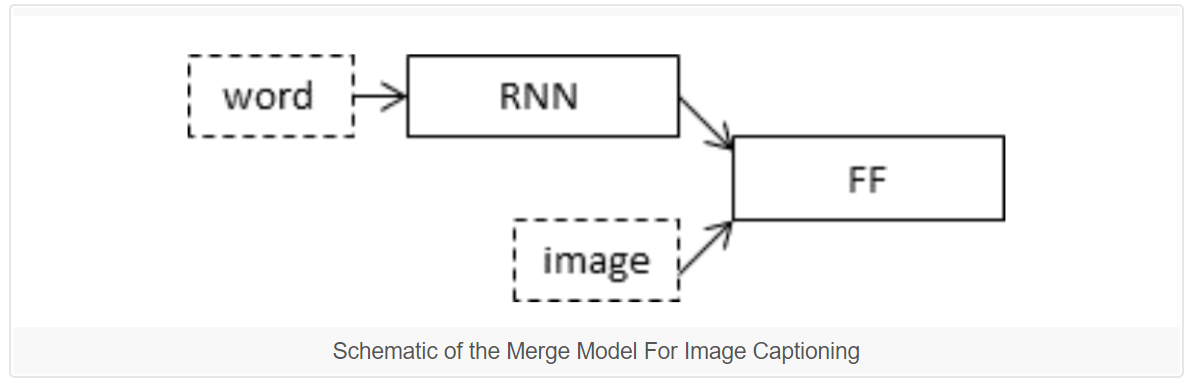 word
RNN
FF
image
Schematic of the Merge Model For Image Captioning